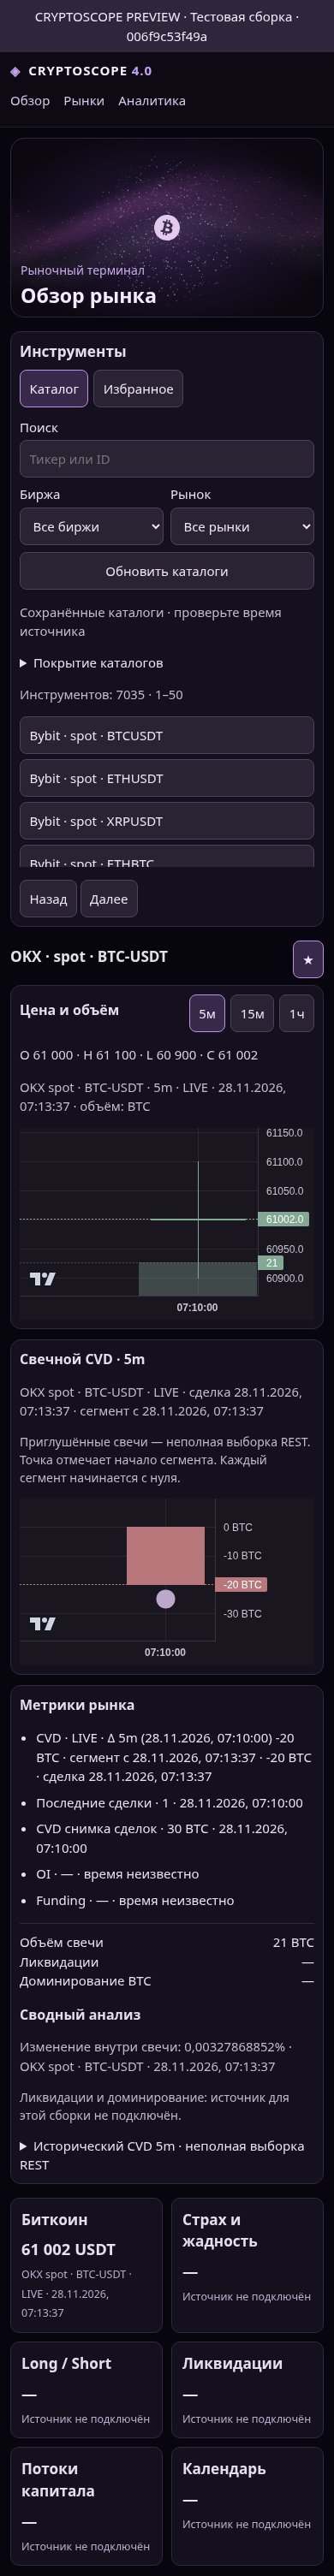 CRYPTOSCOPE PREVIEW · Тестовая сборка ·
006f9c53f49a
◈ CRYPTOSCOPE 4.0
Обзор Рынки Аналитика
Рыночный терминал
Обзор рынка
Инструменты
Каталог Избранное
Поиск
Тикер или ID
Биржа Рынок
Все биржи Все рынки
Обновить каталоги
Сохранённые каталоги · проверьте время
источника
▶ Покрытие каталогов
Инструментов: 7035 · 1–50
Bybit · spot · BTCUSDT
Bybit · spot · ETHUSDT
Bybit · spot · XRPUSDT
Bybit · spot · ETHBTC
Назад Далее
OKX · spot · BTC-USDT ★
Цена и объём 5м 15м 1ч
O 61 000 · H 61 100 · L 60 900 · C 61 002
OKX spot · BTC-USDT · 5m · LIVE · 28.11.2026,
07:13:37 · объём: BTC
61150.0
61100.0
61050.0
61002.0
60950.0
21
60900.0
07:10:00
Свечной CVD · 5m
OKX spot · BTC-USDT · LIVE · сделка 28.11.2026,
07:13:37 · сегмент с 28.11.2026, 07:13:37
Приглушённые свечи — неполная выборка REST.
Точка отмечает начало сегмента. Каждый
сегмент начинается с нуля.
0 BTC
-10 BTC
-20 BTC
-30 BTC
07:10:00
Метрики рынка
• CVD · LIVE · Δ 5m (28.11.2026, 07:10:00) -20
BTC · сегмент с 28.11.2026, 07:13:37 · -20 BTC
· сделка 28.11.2026, 07:13:37
• Последние сделки · 1 · 28.11.2026, 07:10:00
• CVD снимка сделок · 30 BTC · 28.11.2026,
07:10:00
• OI · — · время неизвестно
• Funding · — · время неизвестно
Объём свечи 21 BTC
Ликвидации —
Доминирование BTC —
Сводный анализ
Изменение внутри свечи: 0,00327868852% ·
OKX spot · BTC-USDT · 28.11.2026, 07:13:37
Ликвидации и доминирование: источник для
этой сборки не подключён.
▶ Исторический CVD 5m · неполная выборка
REST
Биткоин
61 002 USDT
OKX spot · BTC-USDT ·
LIVE · 28.11.2026,
07:13:37
Страх и
жадность
—
Источник не подключён
Long / Short
—
Источник не подключён
Ликвидации
—
Источник не подключён
Потоки
капитала
—
Источник не подключён
Календарь
—
Источник не подключён